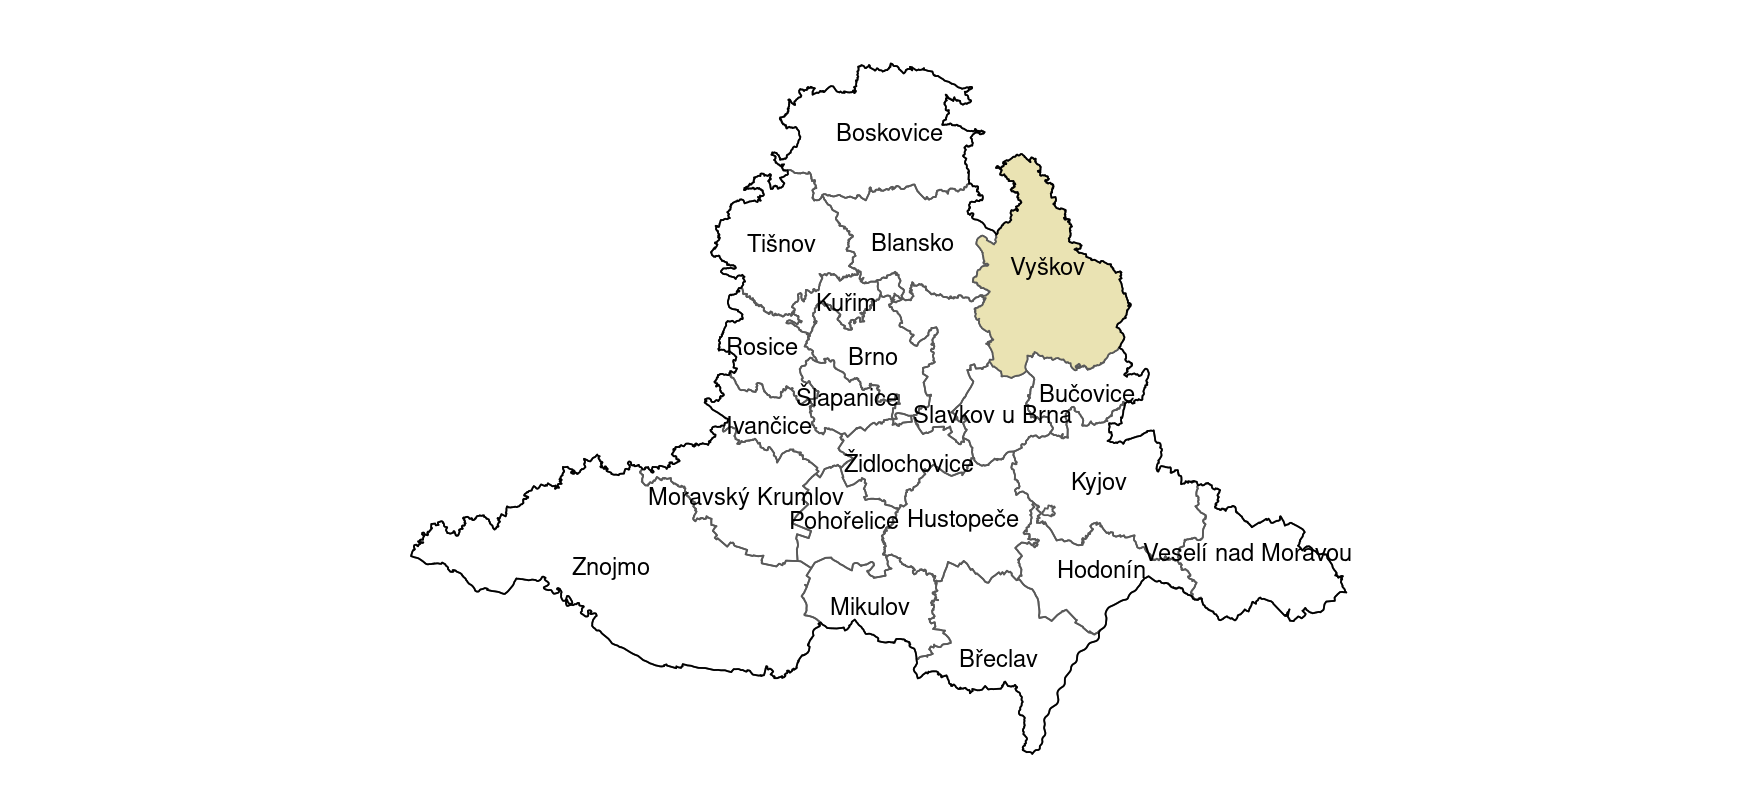 Boskovice
Tišnov
Blansko
Vyškov
Kuřim
Rosice
Brno
Šlapanice
Bučovice
Slavkov u Brna
Ivančice
Židlochovice
Kyjov
Moravský Krumlov
Pohořelice
Hustopeče
Veselí nad Moravou
Znojmo
Hodonín
Mikulov
Břeclav